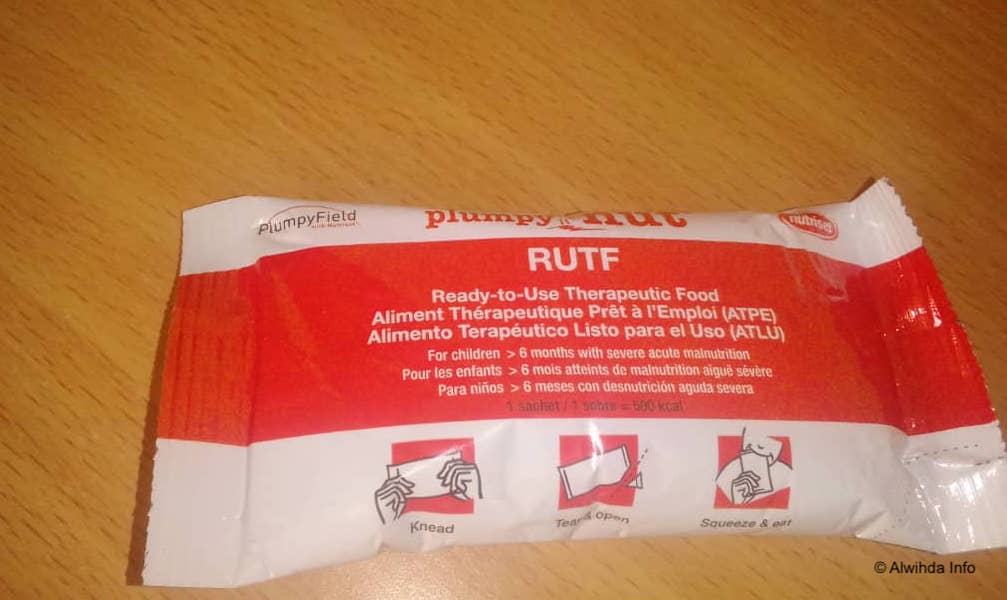 PlumpyField
plumpy nut
nutriset
RUTF
Ready-to-Use Therapeutic Food
Aliment Thérapeutique Prêt à l'Emploi (ATPE)
Alimento Terapéutico Listo para el Uso (ATLU)
For children > 6 months with severe acute malnutrition
Pour les enfants > 6 mois atteints de malnutrition aiguë sévère
Para niños > 6 meses con desnutrición aguda severa
1 sachet / 1 sobre = 500 kcal
Knead
Tear & open
Squeeze & eat
© Alwihda Info